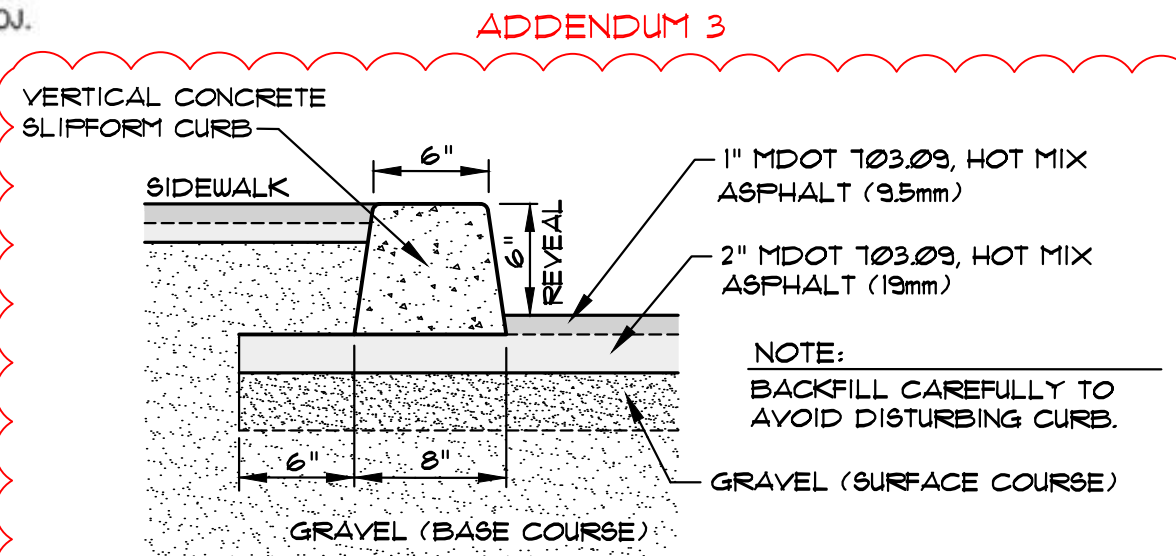 OJ.
ADDENDUM 3
VERTICAL CONCRETE
SLIPFORM CURB
SIDEWALK
6"
6"
REVEAL
1" MDOT 703.09, HOT MIX
ASPHALT (9.5mm)
2" MDOT 703.09, HOT MIX
ASPHALT (19mm)
NOTE:
BACKFILL CAREFULLY TO
AVOID DISTURBING CURB.
6"
8"
GRAVEL (SURFACE COURSE)
GRAVEL (BASE COURSE)